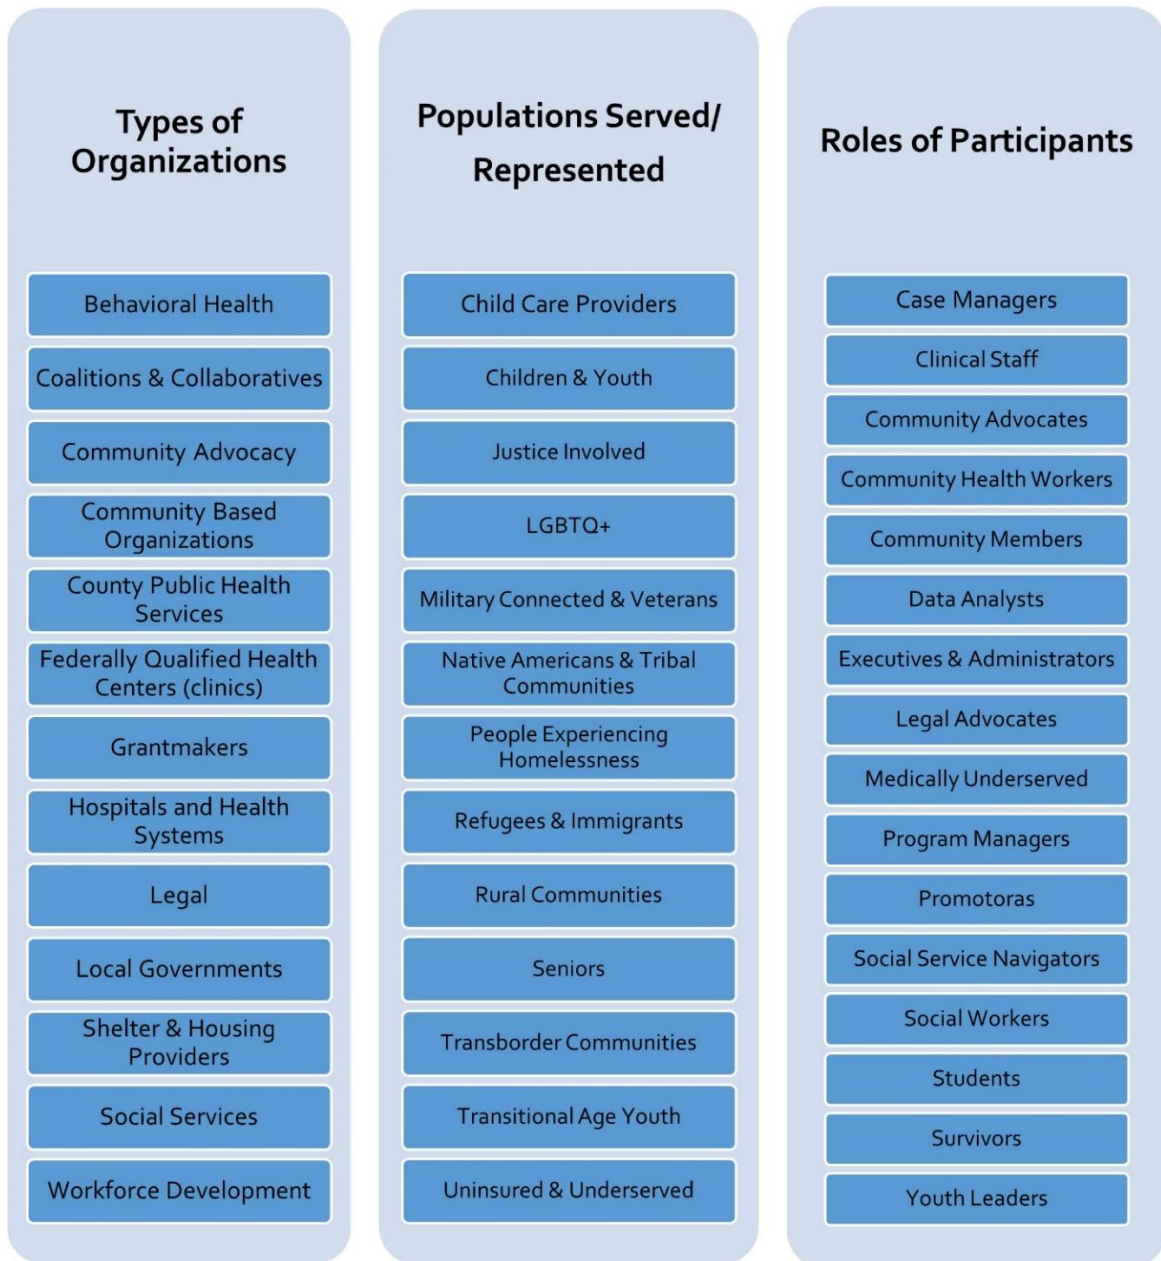 Types of
Organizations
Behavioral Health
Coalitions & Collaboratives
Community Advocacy
Community Based
Organizations
County Public Health
Services
Federally Qualified Health
Centers (clinics)
Grantmakers
Hospitals and Health
Systems
Legal
Local Governments
Shelter & Housing
Providers
Social Services
Workforce Development
Populations Served/
Represented
Child Care Providers
Children & Youth
Justice Involved
LGBTQ+
Military Connected & Veterans
Native Americans & Tribal
Communities
People Experiencing
Homelessness
Refugees & Immigrants
Rural Communities
Seniors
Transborder Communities
Transitional Age Youth
Uninsured & Underserved
Roles of Participants
Case Managers
Clinical Staff
Community Advocates
Community Health Workers
Community Members
Data Analysts
Executives & Administrators
Legal Advocates
Medically Underserved
Program Managers
Promotoras
Social Service Navigators
Social Workers
Students
Survivors
Youth Leaders